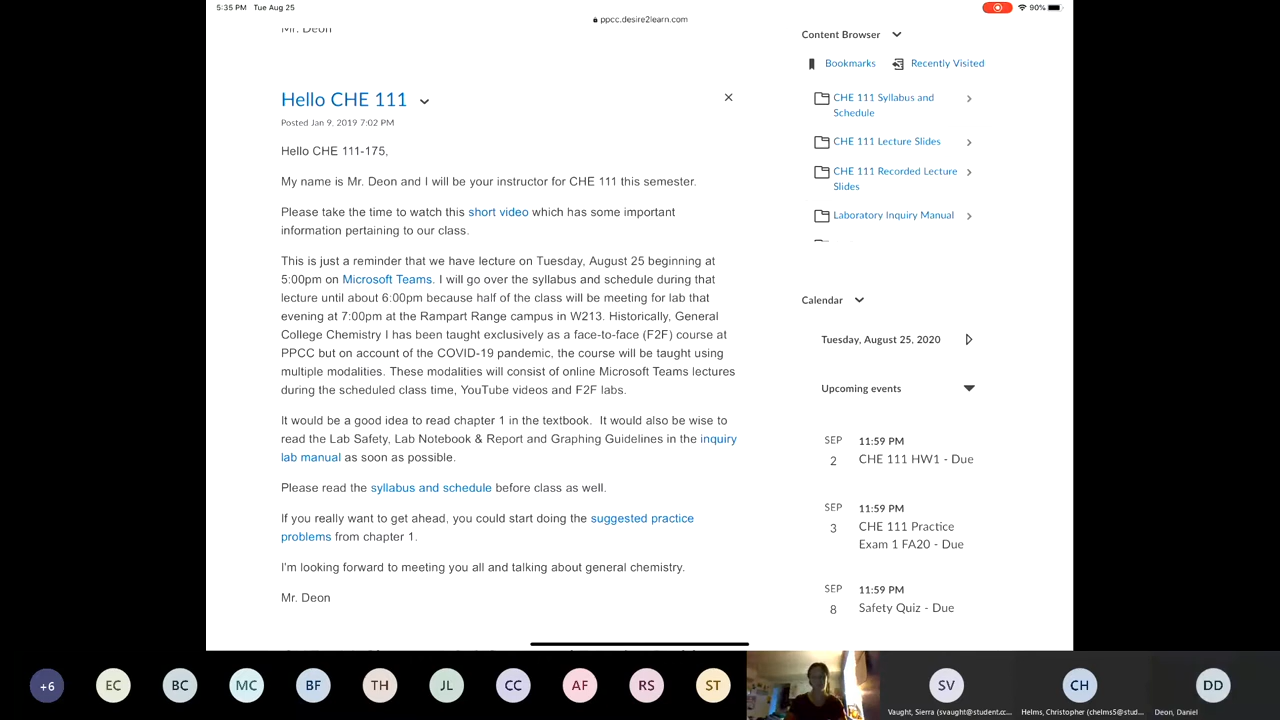 5:35 PM Tue Aug 25
90%
ppcc.desire2learn.com
Mr. Deon
Hello CHE 111
Posted Jan 9, 2019 7:02 PM
Hello CHE 111-175,
My name is Mr. Deon and I will be your instructor for CHE 111 this semester.
Please take the time to watch this short video which has some important
information pertaining to our class.
This is just a reminder that we have lecture on Tuesday, August 25 beginning at
5:00pm on Microsoft Teams. I will go over the syllabus and schedule during that
lecture until about 6:00pm because half of the class will be meeting for lab that
evening at 7:00pm at the Rampart Range campus in W213. Historically, General
College Chemistry I has been taught exclusively as a face-to-face (F2F) course at
PPCC but on account of the COVID-19 pandemic, the course will be taught using
multiple modalities. These modalities will consist of online Microsoft Teams lectures
during the scheduled class time, YouTube videos and F2F labs.
It would be a good idea to read chapter 1 in the textbook. It would also be wise to
read the Lab Safety, Lab Notebook & Report and Graphing Guidelines in the inquiry
lab manual as soon as possible.
Please read the syllabus and schedule before class as well.
If you really want to get ahead, you could start doing the suggested practice
problems from chapter 1.
I'm looking forward to meeting you all and talking about general chemistry.
Mr. Deon
Content Browser
Bookmarks Recently Visited
CHE 111 Syllabus and
Schedule
CHE 111 Lecture Slides
CHE 111 Recorded Lecture
Slides
Laboratory Inquiry Manual
Calendar
Tuesday, August 25, 2020
Upcoming events
SEP 11:59 PM
2 CHE 111 HW1 - Due
SEP 11:59 PM
3 CHE 111 Practice
Exam 1 FA20 - Due
SEP 11:59 PM
8 Safety Quiz - Due
+6 EC BC MC BF TH JL CC AF RS ST SV CH DD
Vaught, Sierra (svaught@student.cc... Helms, Christopher (chelms5@stud... Deon, Daniel